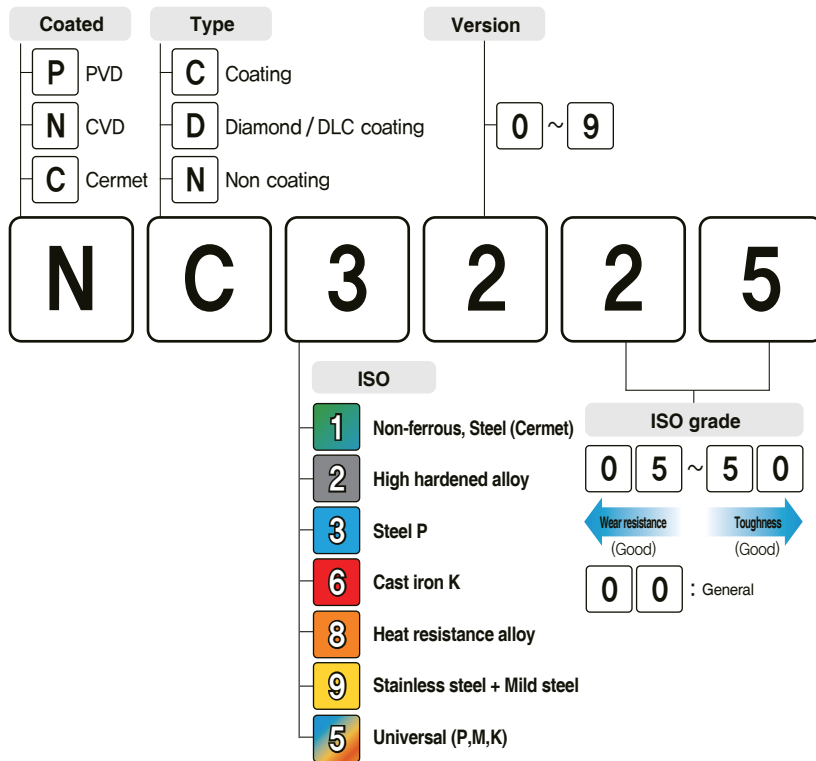 Coated Type Version
P PVD C Coating
N CVD D Diamond / DLC coating 0 ~ 9
C Cermet N Non coating
N C 3 2 2 5
ISO
1 Non-ferrous, Steel (Cermet)
2 High hardened alloy
3 Steel P
6 Cast iron K
8 Heat resistance alloy
9 Stainless steel + Mild steel
5 Universal (P,M,K)
ISO grade
0 5 ~ 5 0
Wear resistance Toughness
(Good) (Good)
0 0 : General